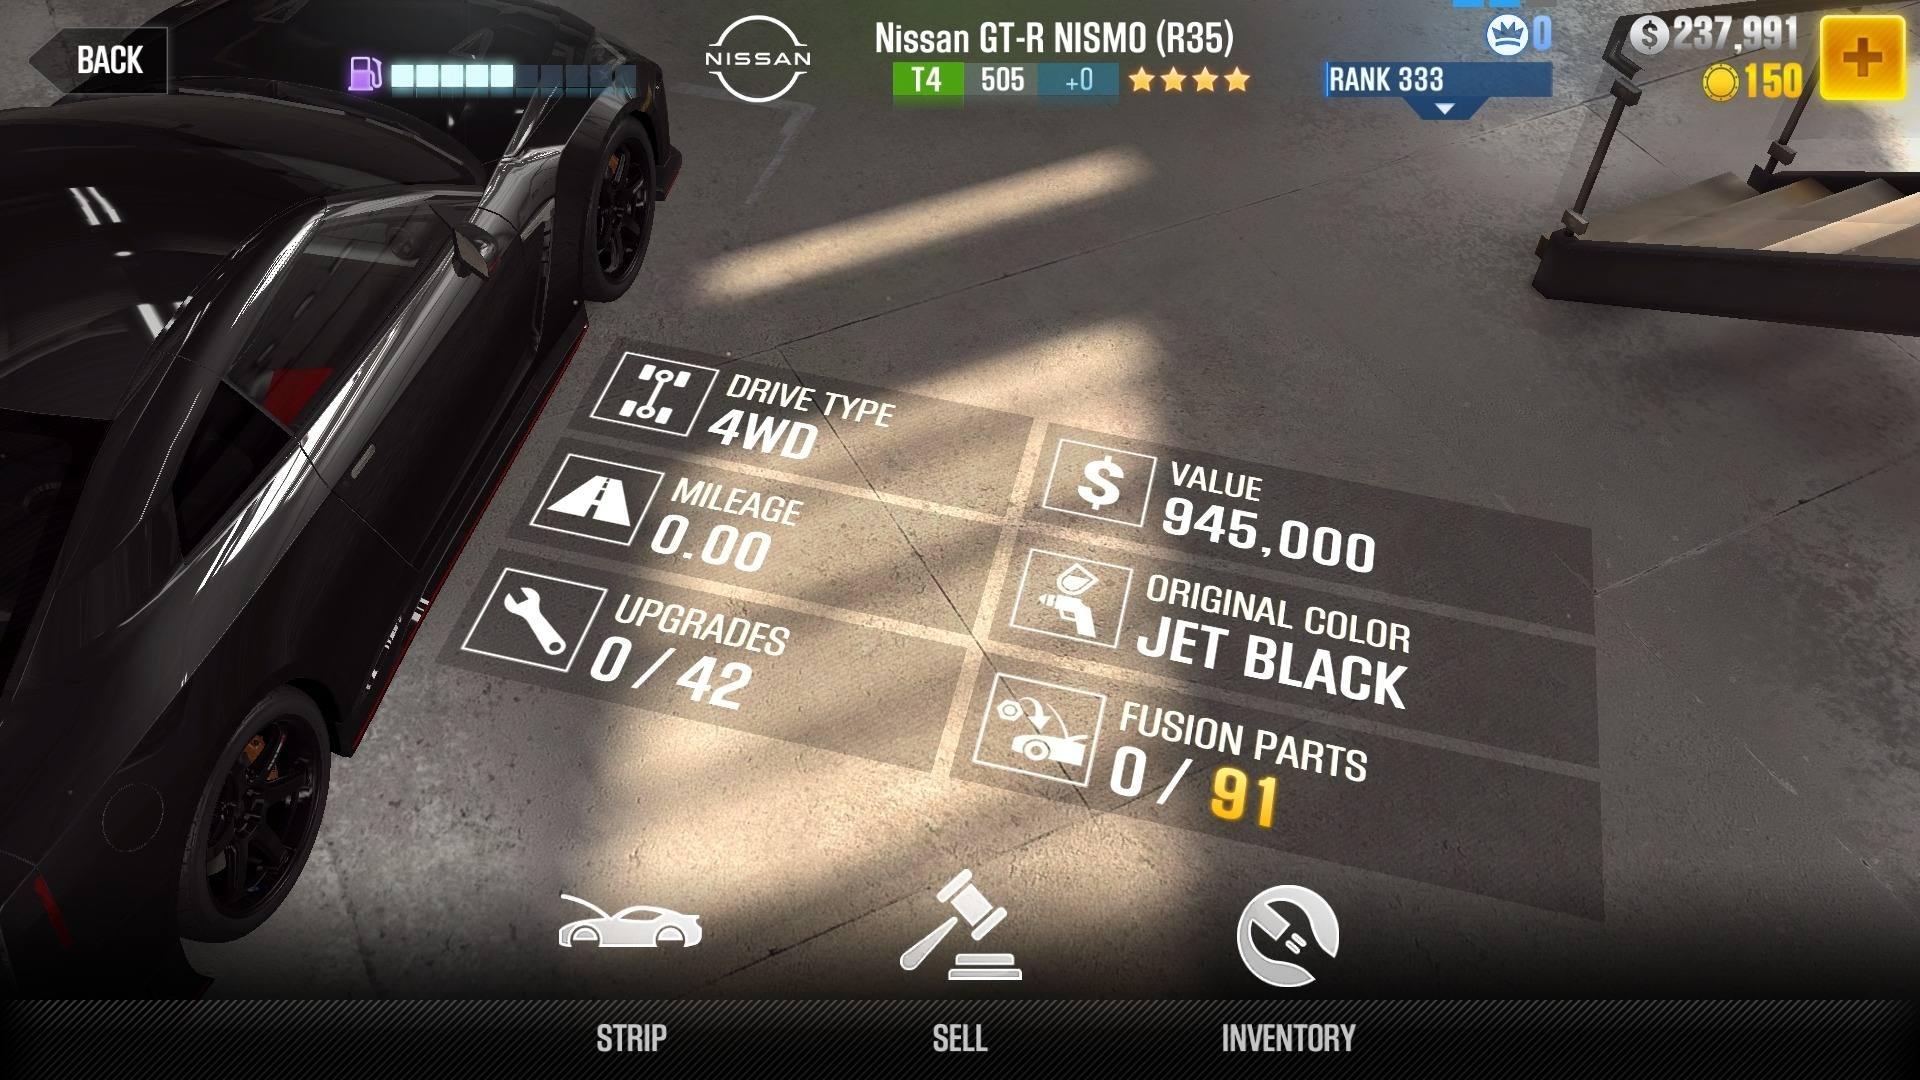 BACK
NISSAN
Nissan GT-R NISMO (R35)
T4 505 +0
RANK 333
0
237,991
150
DRIVE TYPE
4WD
MILEAGE
0.00
UPGRADES
0 / 42
VALUE
945,000
ORIGINAL COLOR
JET BLACK
FUSION PARTS
0 / 91
STRIP
SELL
INVENTORY